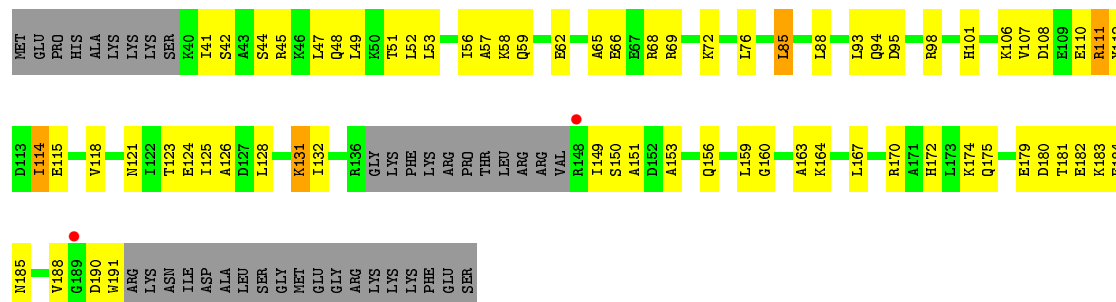 MET GLU PRO HIS ALA LYS LYS LYS SER K40 I41 S42 A43 S44 R45 K46 L47 Q48 L49 K50 T51 L52 L53 I56 A57 K58 Q59 E62 A65 E66 E67 R68 R69 K72 L76 L85 L88 L93 Q94 D95 R98 H101 K106 V107 D108 E109 E110 R111
D113 I114 E115 V118 N121 I122 T123 E124 I125 A126 D127 L128 K131 I132 R136 GLY LYS PHE LYS ARG PRO THR LEU ARG ARG VAL R148 I149 S150 A151 D152 A153 Q156 L159 G160 A163 K164 L167 R170 A171 H172 L173 K174 Q175 E179 D180 T181 E182 K183
N185 V188 G189 D190 W191 ARG LYS ASN ILE ASP ALA LEU SER GLY MET GLU GLY ARG LYS LYS LYS PHE GLU SER